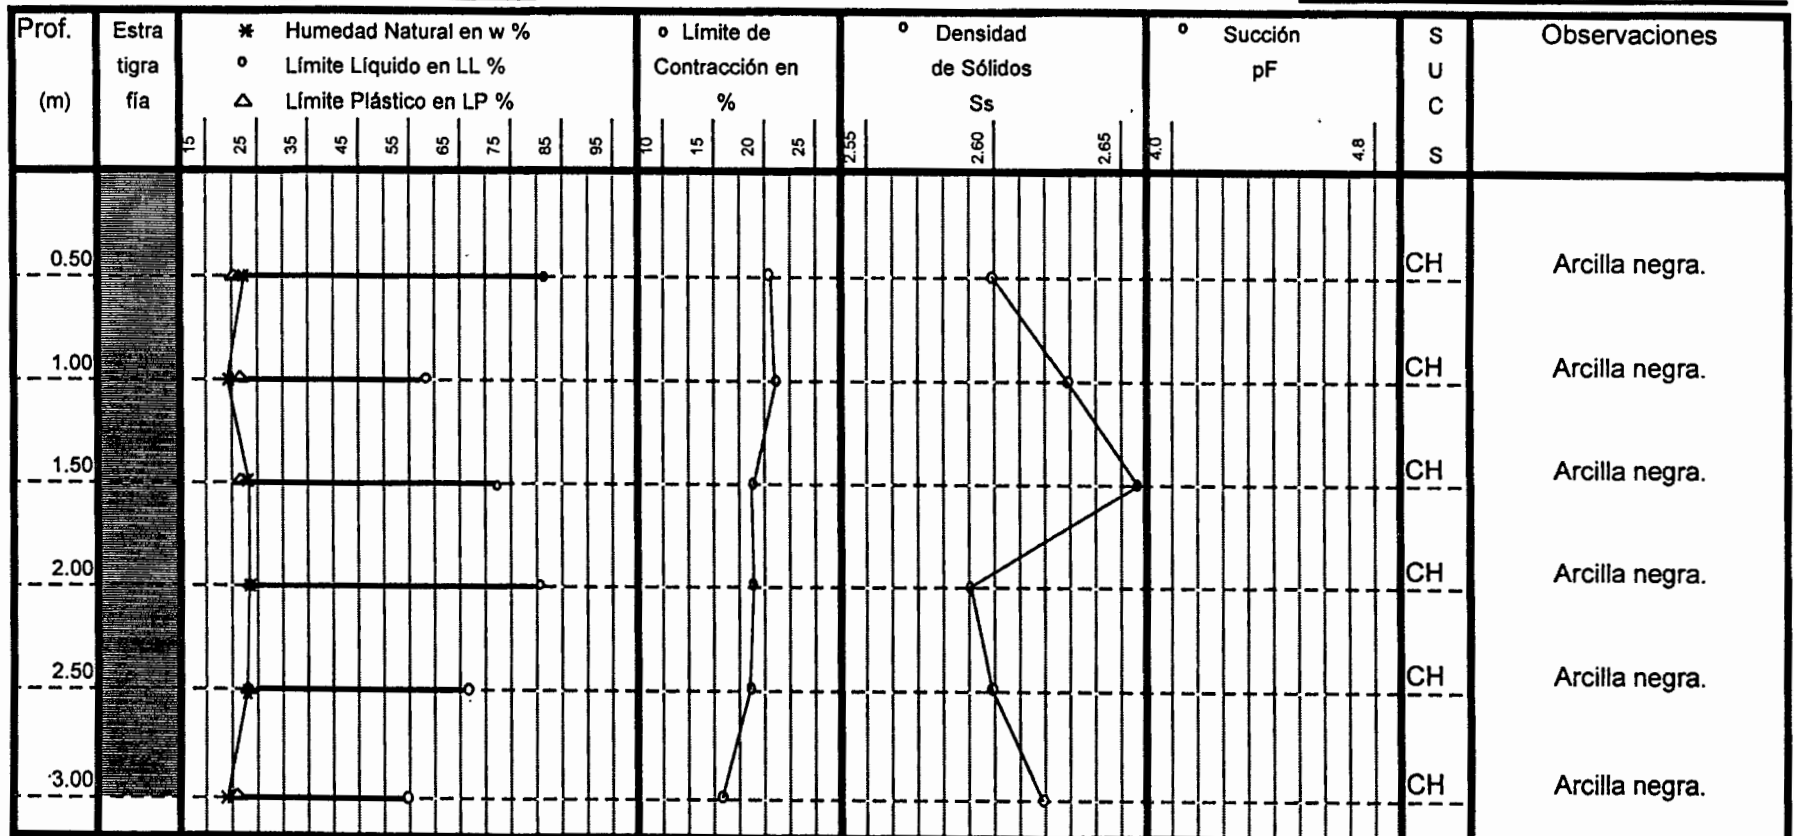 Prof.
(m)
Estra
tigra
fía
Humedad Natural en w %
Límite Líquido en LL %
Límite Plástico en LP %
15 25 35 45 55 65 75 85 95
Límite de
Contracción en
%
10 15 20 25
Densidad
de Sólidos
Ss
2.55 2.60 2.65
Succión
pF
4.0 4.8
S
U
C
S
Observaciones
0.50 CH Arcilla negra.
1.00 CH Arcilla negra.
1.50 CH Arcilla negra.
2.00 CH Arcilla negra.
2.50 CH Arcilla negra.
3.00 CH Arcilla negra.